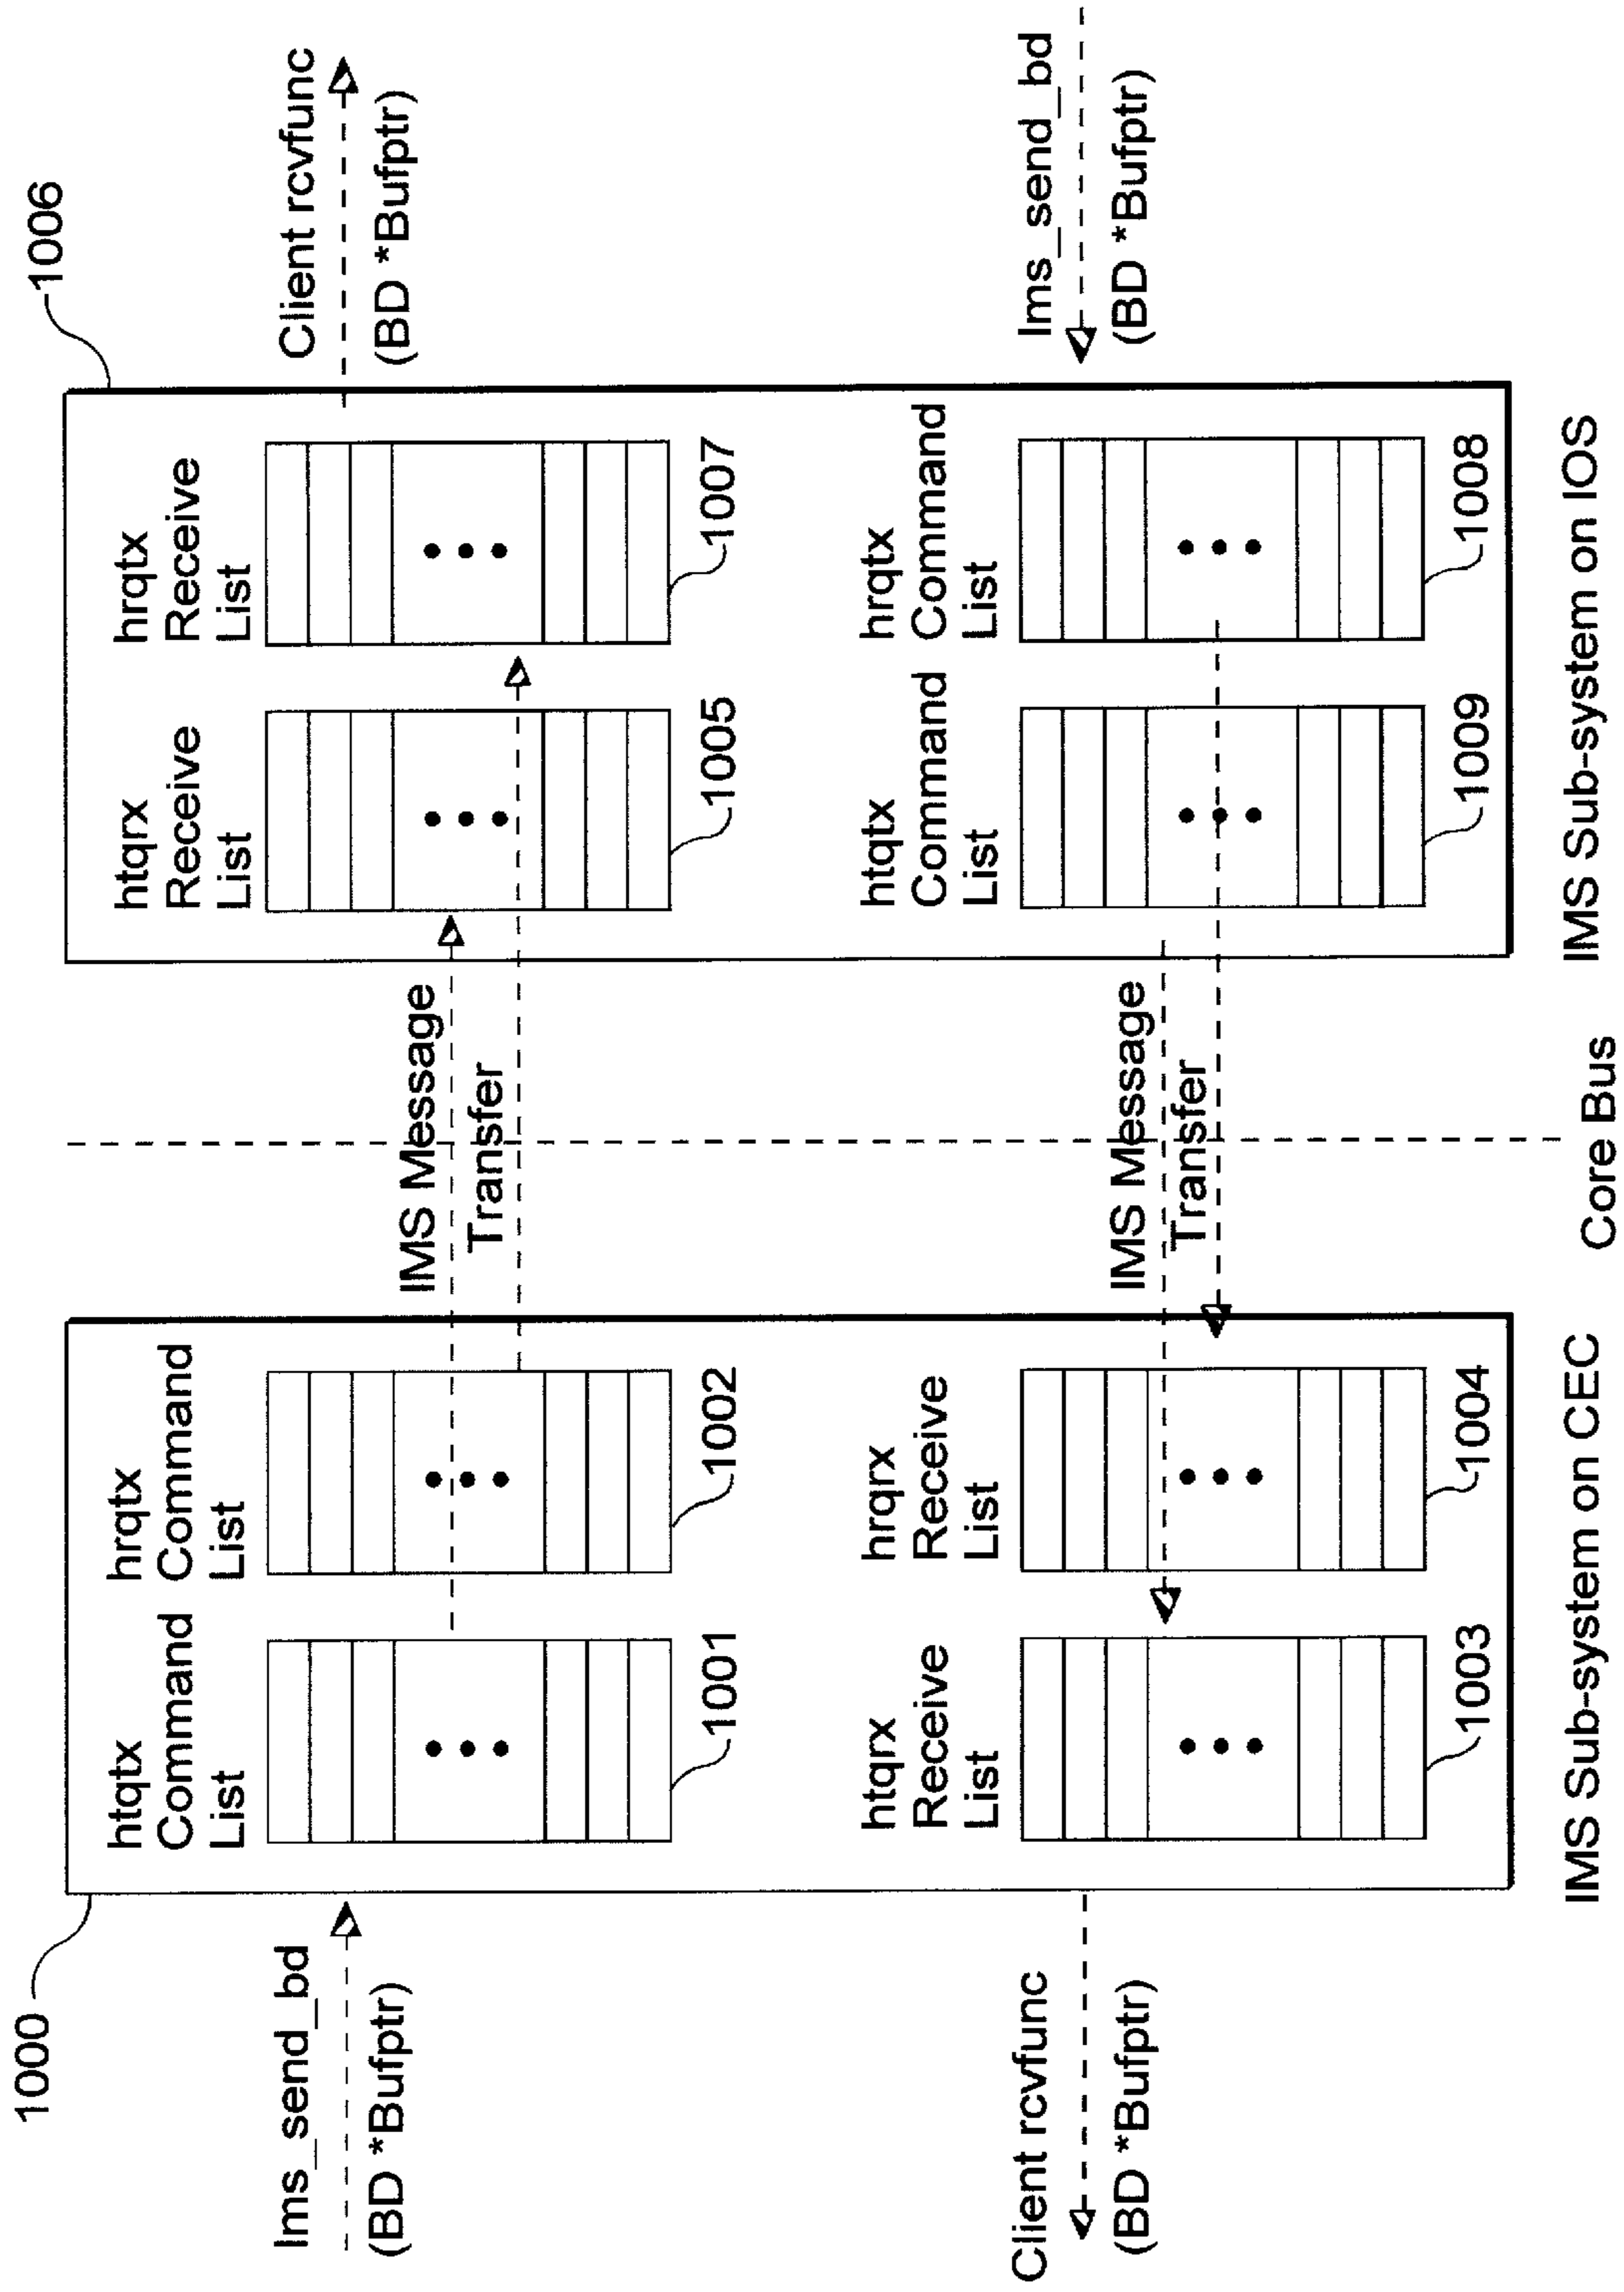 1000
Ims_send_bd
(BD *Bufptr)
htqtx
Command
List
1001
hrqtx
Command
List
1002
IMS Message
Transfer
htqrx
Receive
List
1005
hrqtx
Receive
List
1007
1006
Client rcvfunc
(BD *Bufptr)
Client rcvfunc
(BD *Bufptr)
htqrx
Receive
List
1003
hrqrx
Receive
List
1004
IMS Message
Transfer
htqtx
Command
List
1009
hrqtx
Command
List
1008
Ims_send_bd
(BD *Bufptr)
IMS Sub-system on CEC
Core Bus
IMS Sub-system on IOS